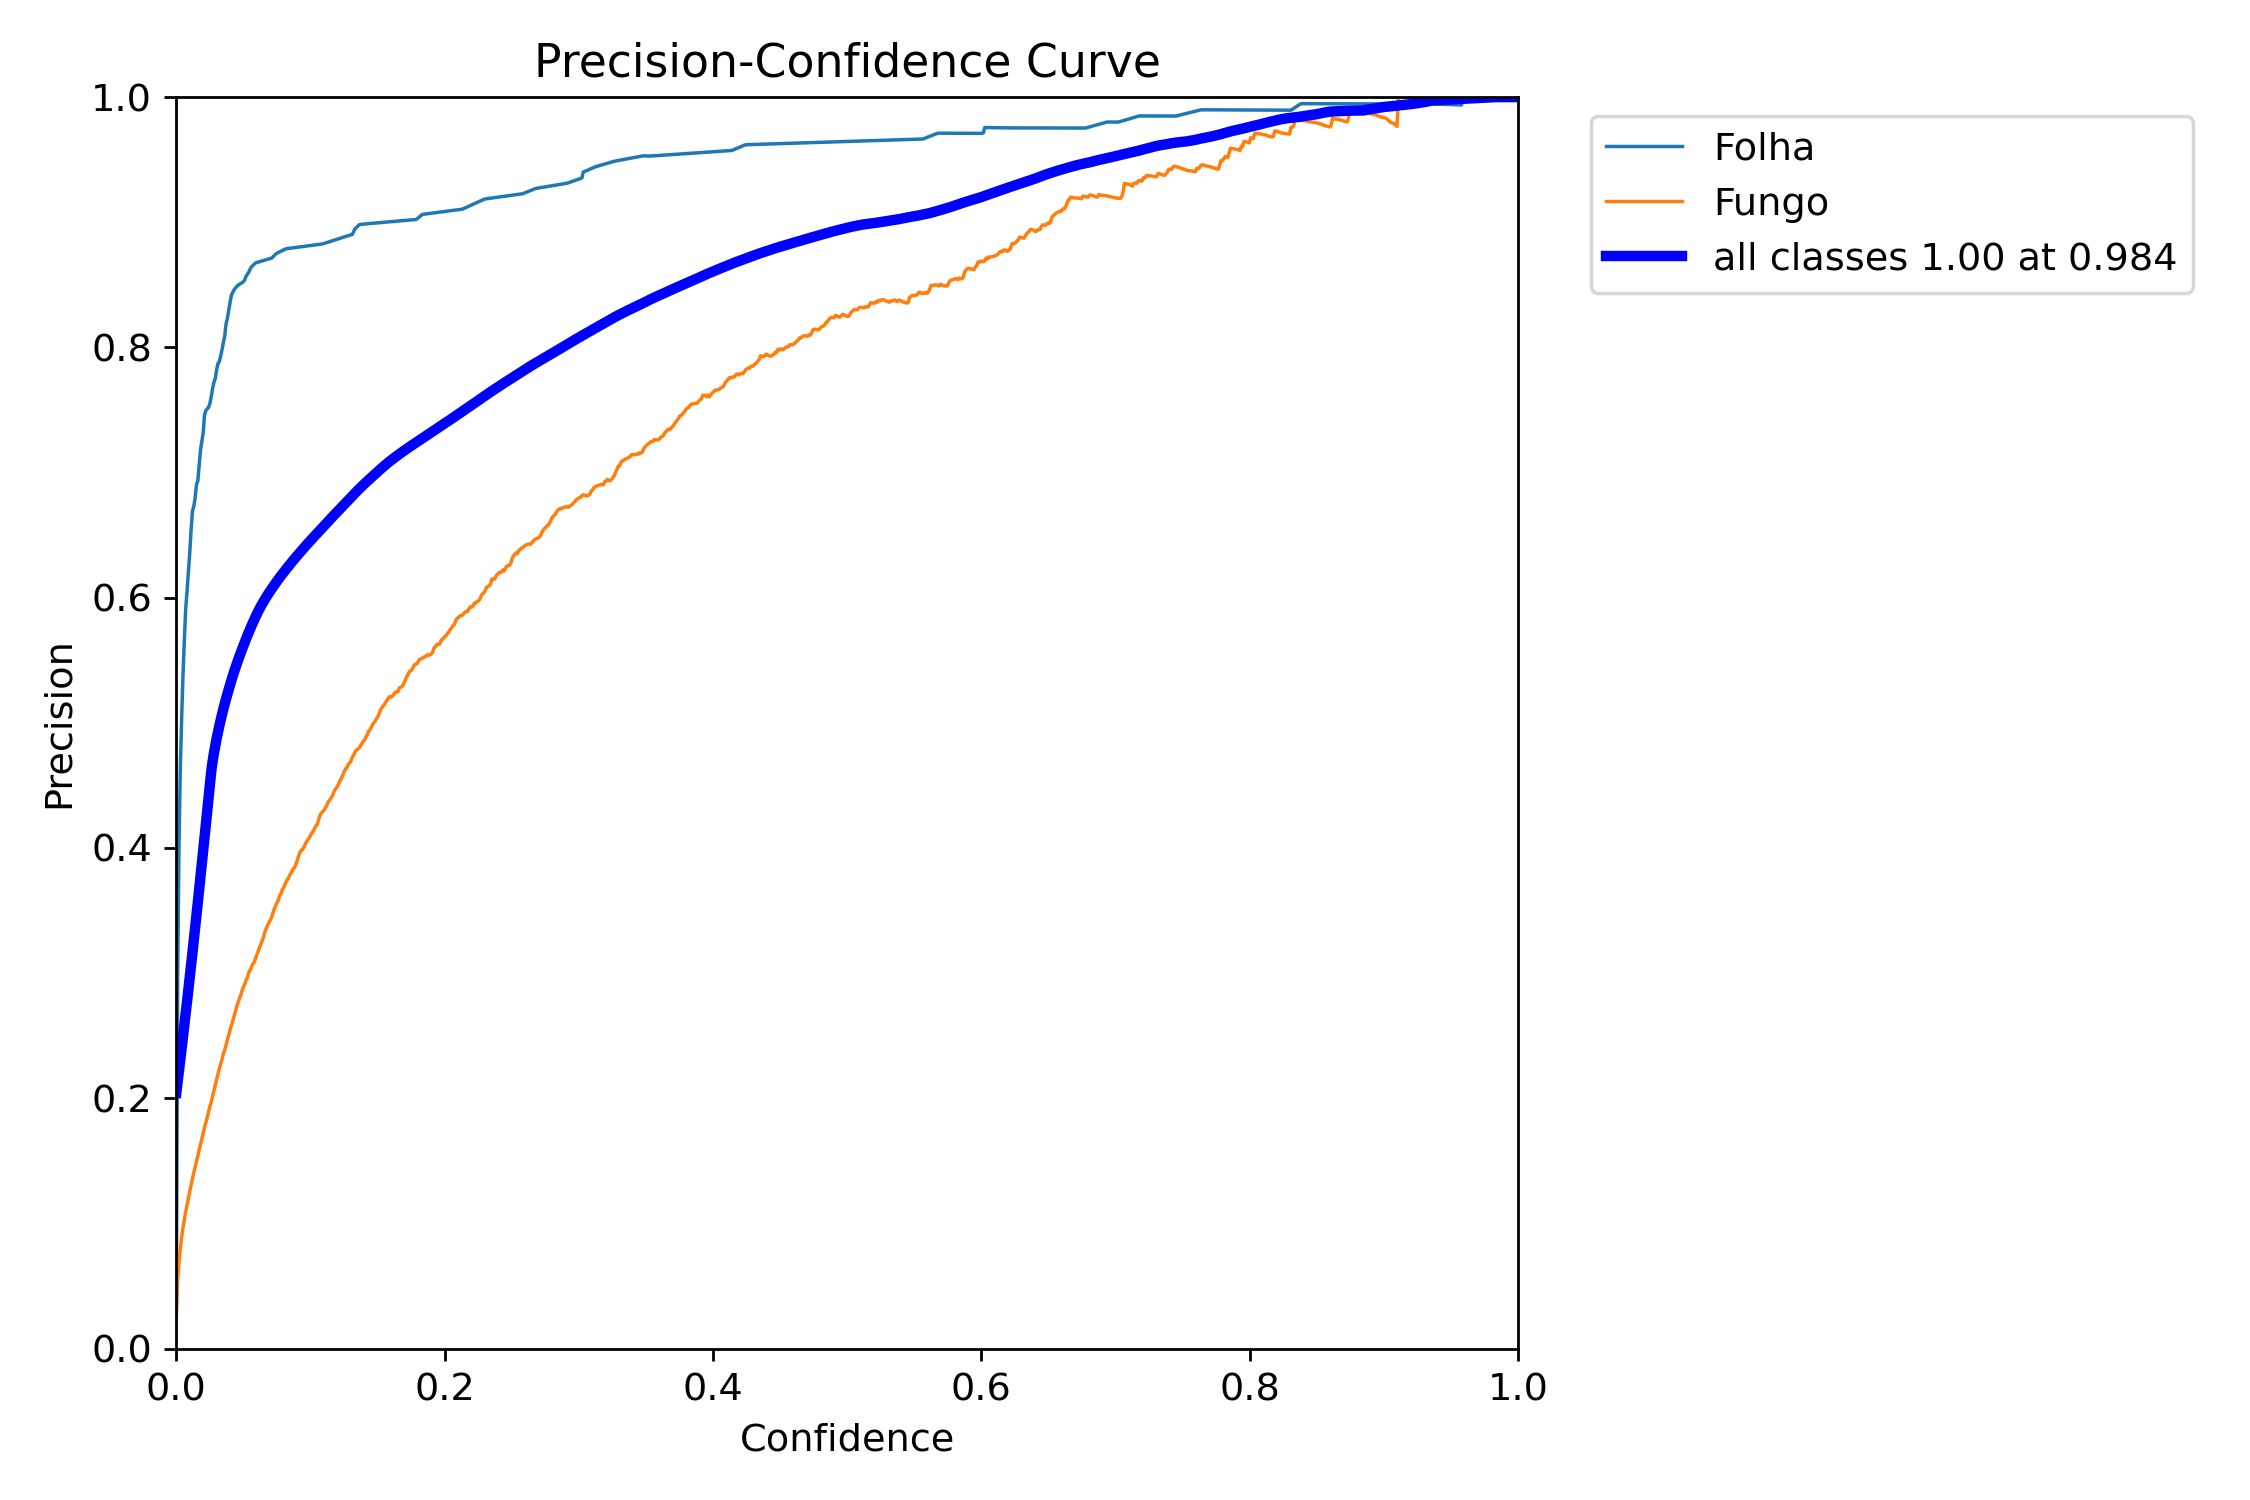 Precision-Confidence Curve
1.0
0.8
0.6
0.4
0.2
0.0
Precision
0.0 0.2 0.4 0.6 0.8 1.0
Confidence
Folha
Fungo
all classes 1.00 at 0.984